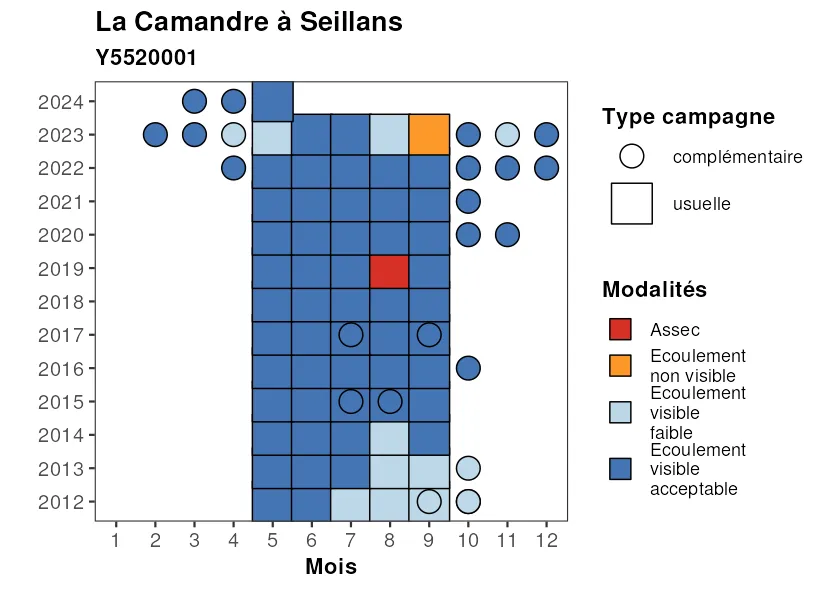 La Camandre à Seillans
Y5520001
2024
2023
2022
2021
2020
2019
2018
2017
2016
2015
2014
2013
2012
1 2 3 4 5 6 7 8 9 10 11 12
Mois
Type campagne
complémentaire
usuelle
Modalités
Assec
Ecoulement
non visible
Ecoulement
visible
faible
Ecoulement
visible
acceptable